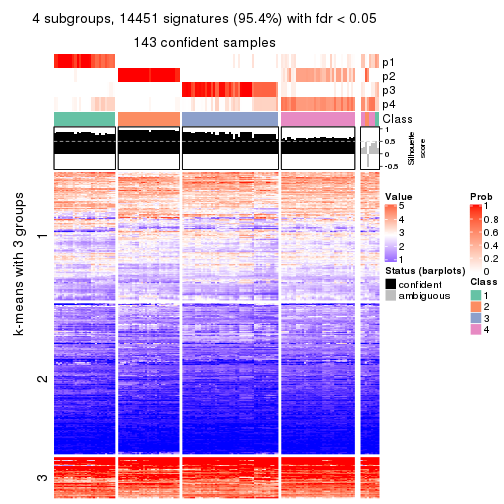 4 subgroups, 14451 signatures (95.4%) with fdr < 0.05
143 confident samples
p1
p2
p3
p4
Class
1
0.5
0
-0.5
Silhouette
score
k-means with 3 groups
1
2
3
Value
5
4
3
2
1
Status (barplots)
confident
ambiguous
Prob
1
0.8
0.6
0.4
0.2
0
Class
1
2
3
4